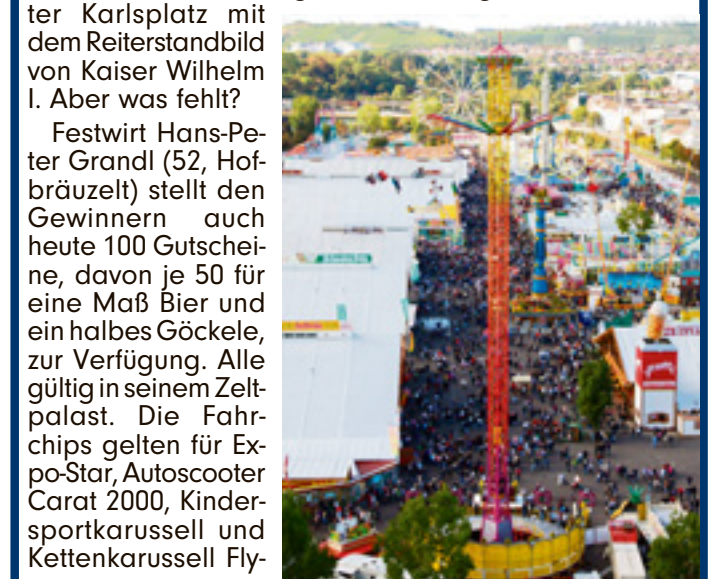 ter Karlsplatz mit
dem Reiterstandbild
von Kaiser Wilhelm
I. Aber was fehlt?
Festwirt Hans-Pe-
ter Grandl (52, Hof-
bräuzelt) stellt den
Gewinnern auch
heute 100 Gutschei-
ne, davon je 50 für
eine Maß Bier und
ein halbes Göckele,
zur Verfügung. Alle
gültig in seinem Zelt-
palast. Die Fahr-
chips gelten für Ex-
po-Star, Autoscooter
Carat 2000, Kinder-
sportkarussell und
Kettenkarussell Fly-